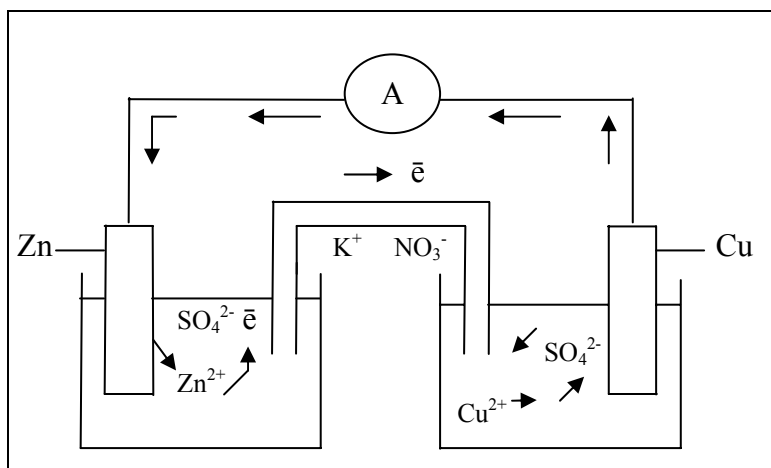 A
ē
Zn K⁺ NO₃⁻ Cu
SO₄²⁻ ē
Zn²⁺
SO₄²⁻
Cu²⁺